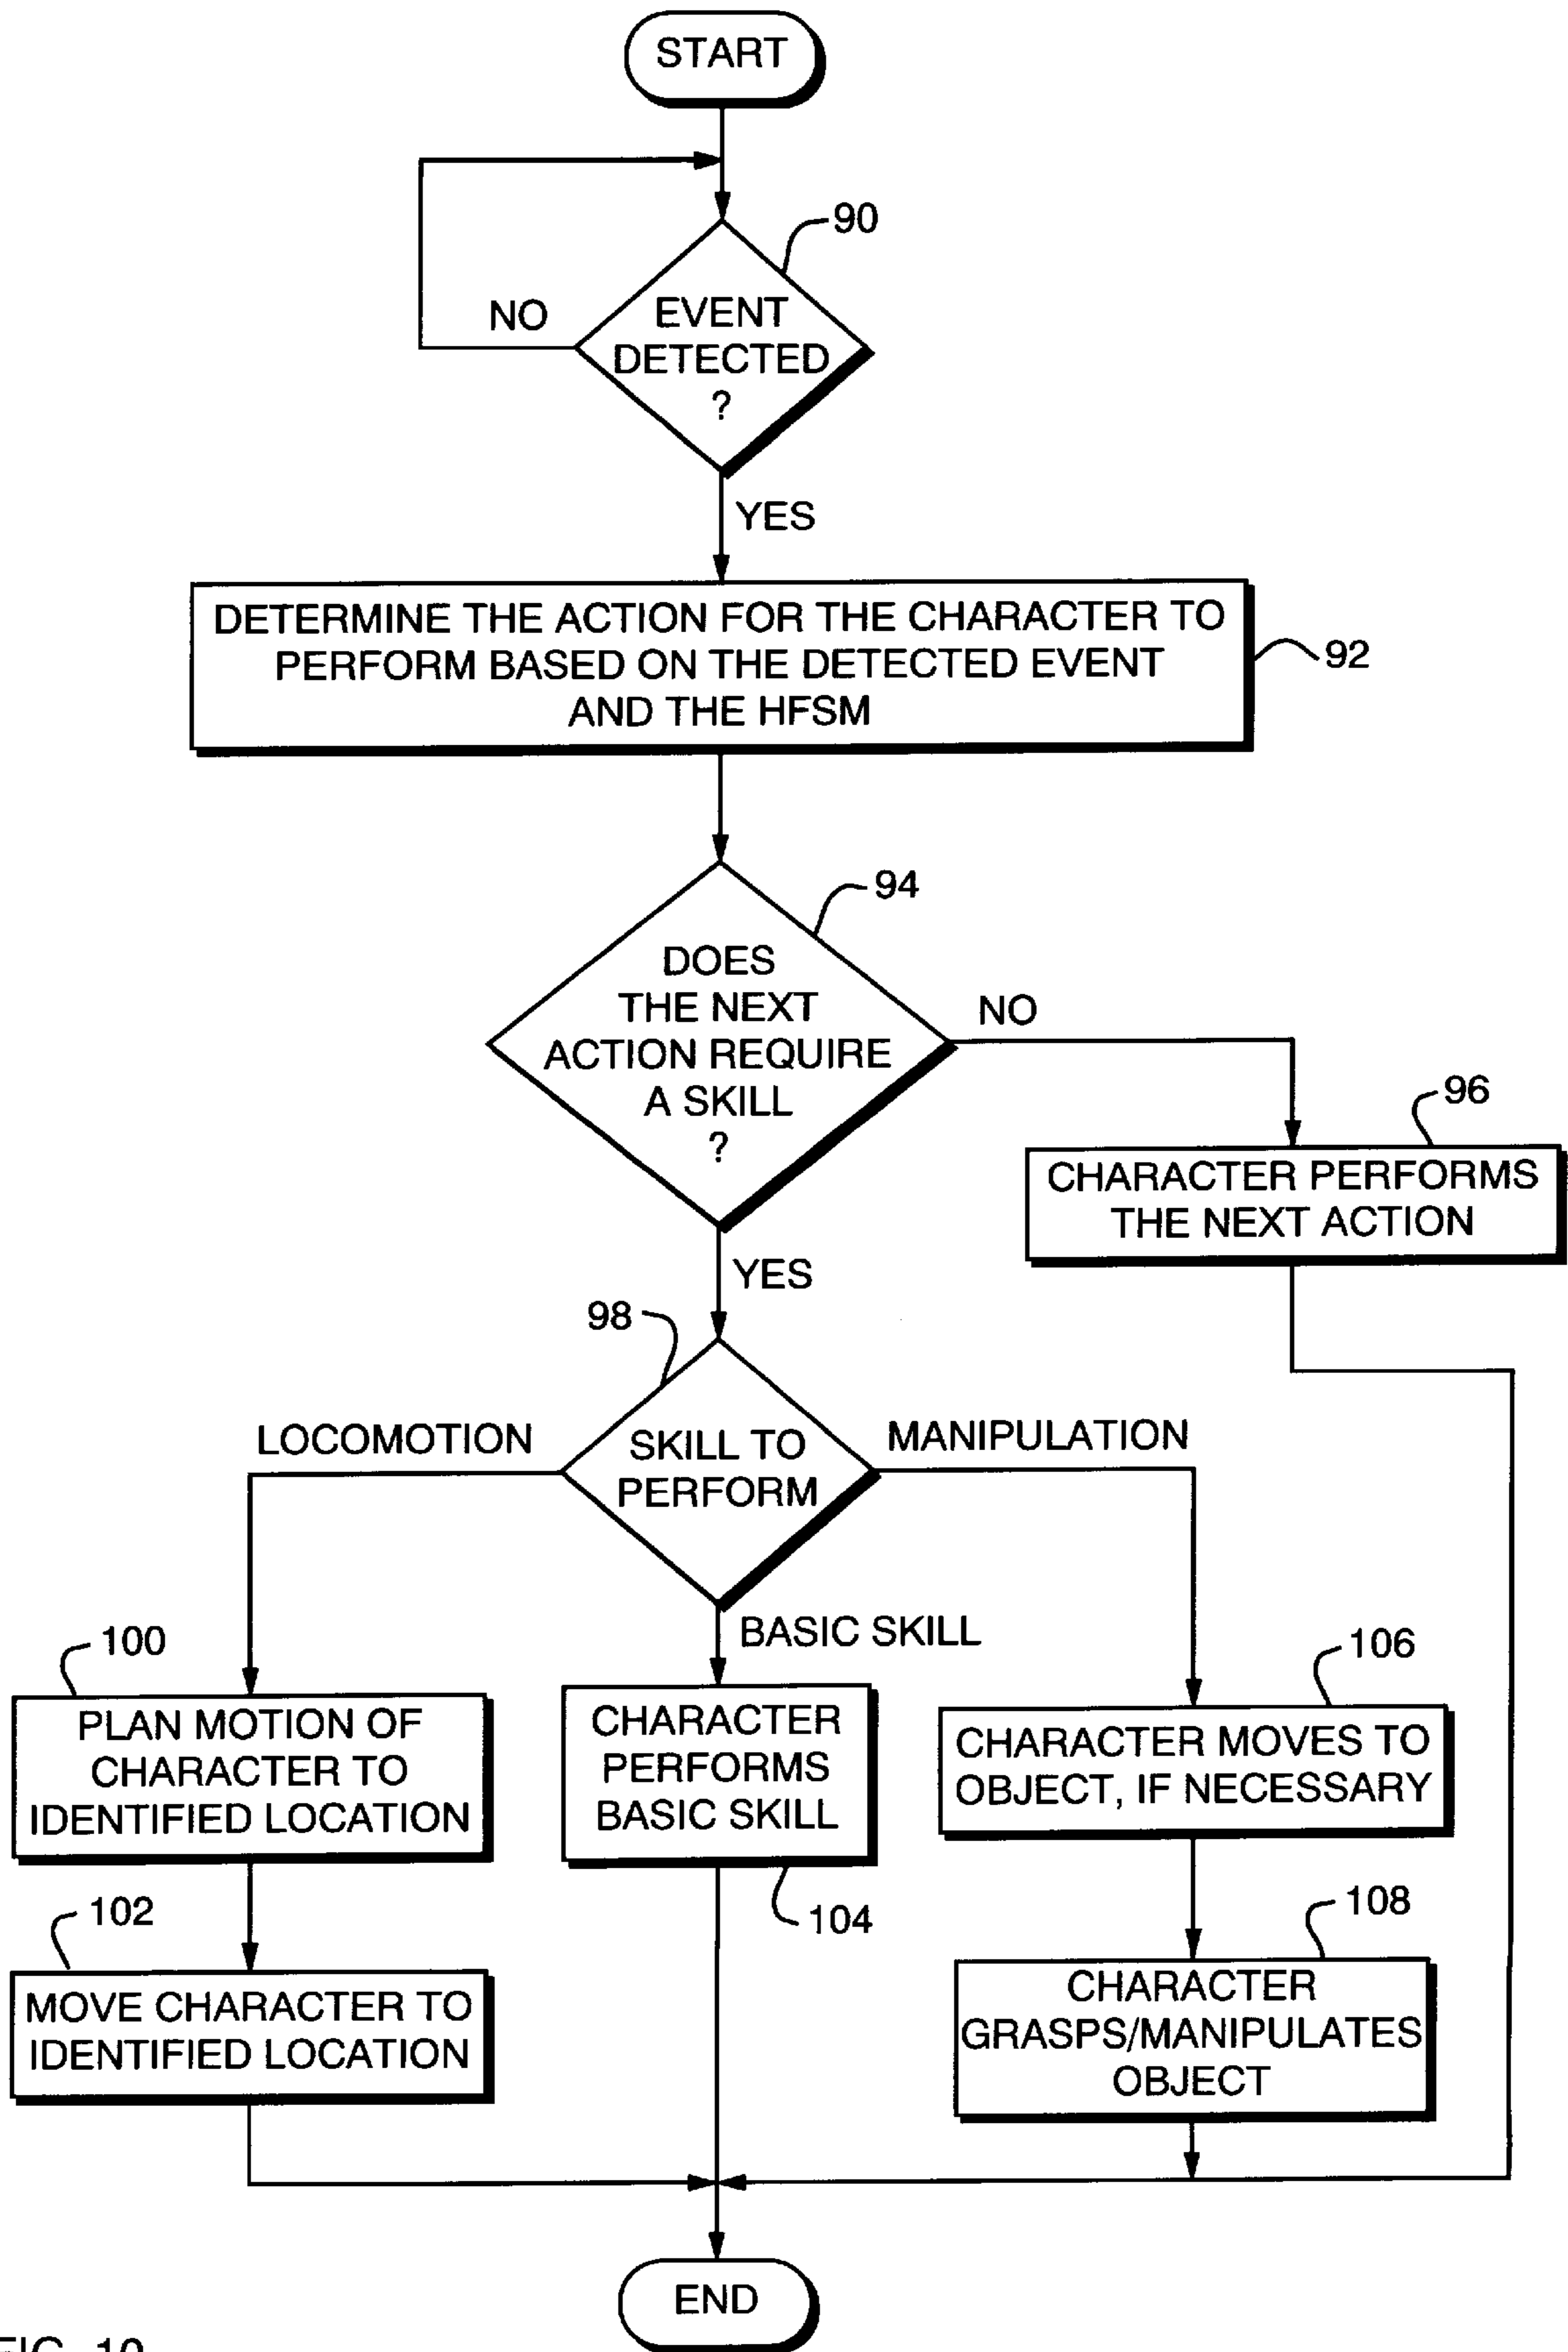 START
90
NO
EVENT
DETECTED
?
YES
DETERMINE THE ACTION FOR THE CHARACTER TO
PERFORM BASED ON THE DETECTED EVENT
AND THE HFSM
92
94
DOES
THE NEXT
ACTION REQUIRE
A SKILL
?
NO
96
CHARACTER PERFORMS
THE NEXT ACTION
YES
98
LOCOMOTION
SKILL TO
PERFORM
MANIPULATION
BASIC SKILL
100
PLAN MOTION OF
CHARACTER TO
IDENTIFIED LOCATION
CHARACTER
PERFORMS
BASIC SKILL
104
106
CHARACTER MOVES TO
OBJECT, IF NECESSARY
102
MOVE CHARACTER TO
IDENTIFIED LOCATION
108
CHARACTER
GRASPS/MANIPULATES
OBJECT
END
FIG. 10